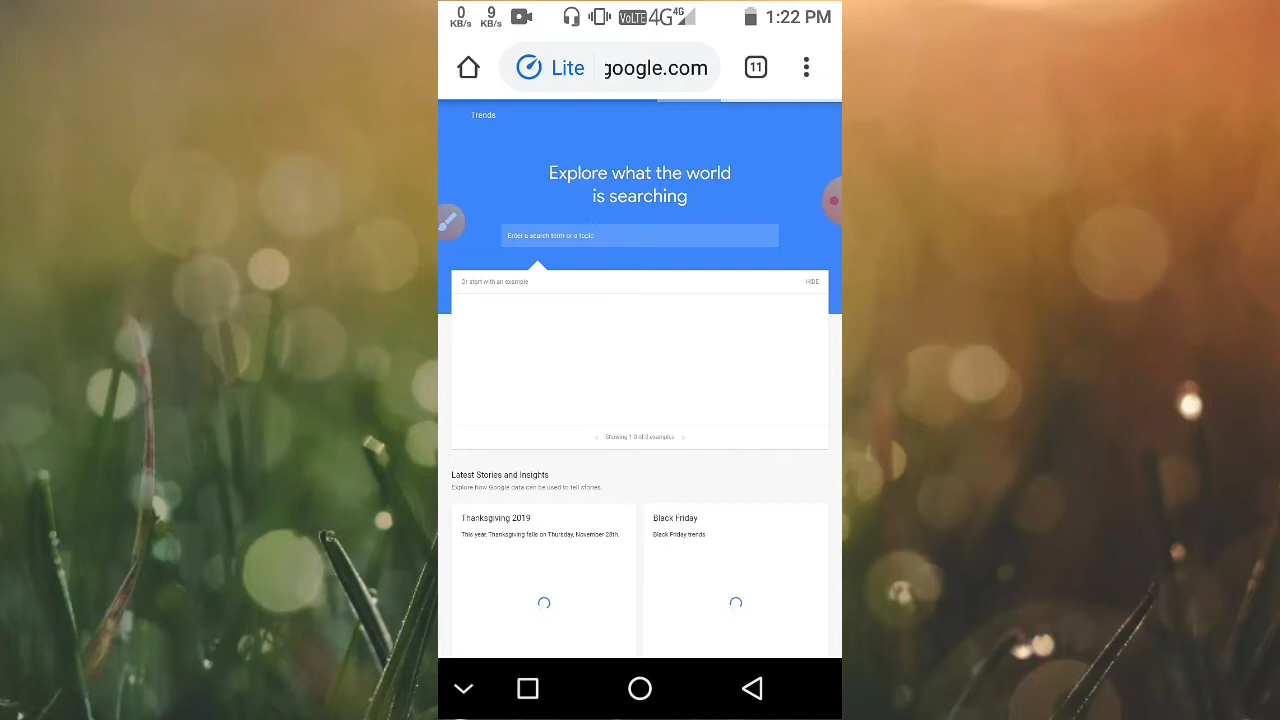 0 KB/s 9 KB/s VoLTE 4G 4G 1:22 PM
Lite google.com 11
Trends
Explore what the world
is searching
Enter a search term or a topic
Or start with an example HIDE
Showing 1-0 of 0 examples
Latest Stories and Insights
Explore how Google data can be used to tell stories.
Thanksgiving 2019
This year, Thanksgiving falls on Thursday, November 28th.
Black Friday
Black Friday trends